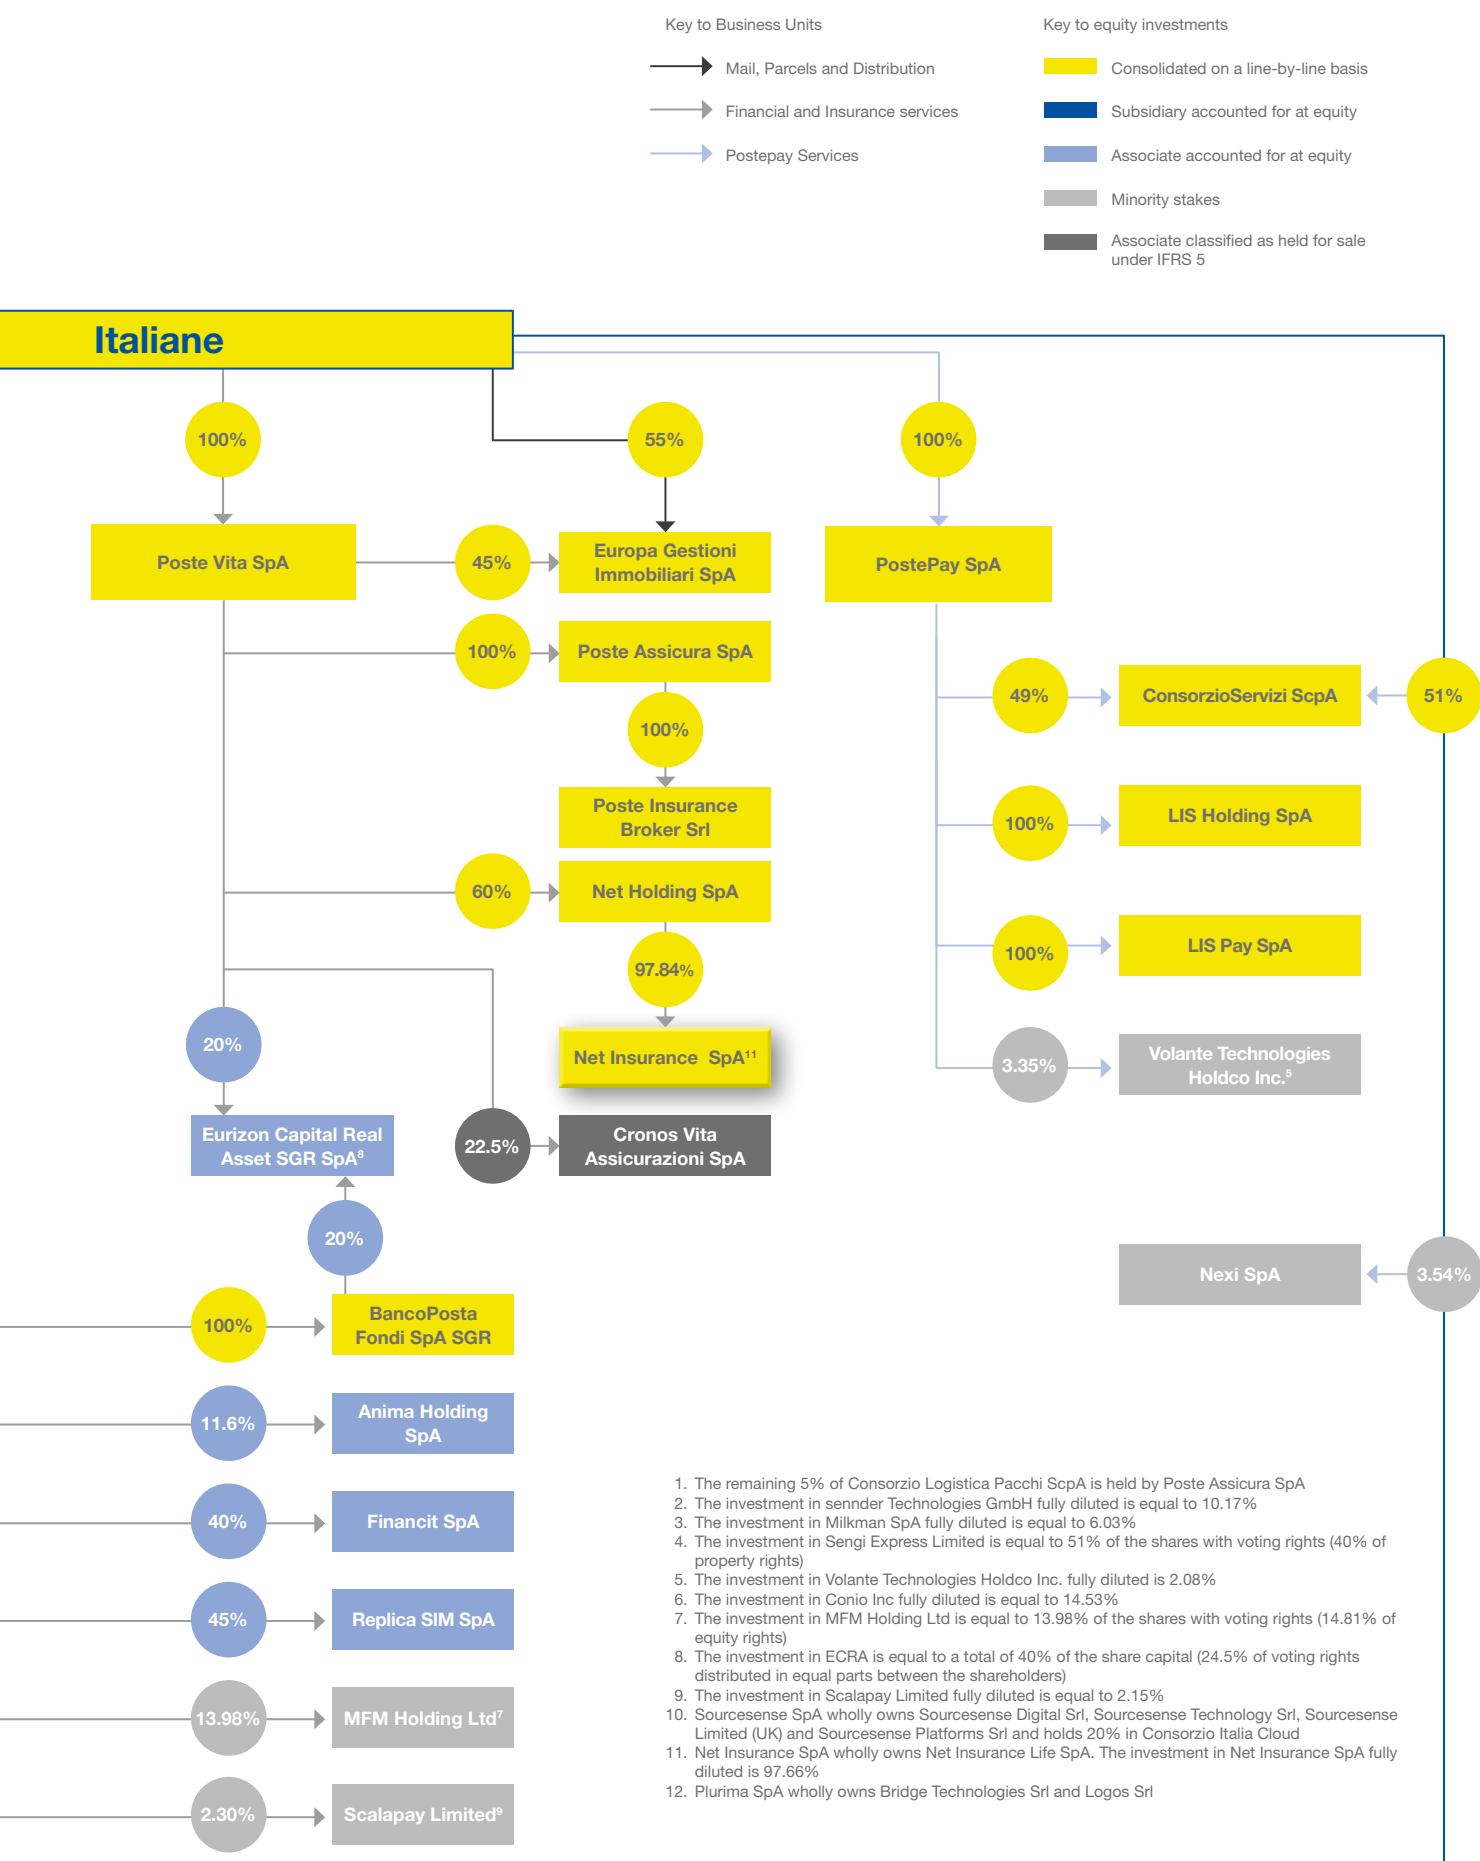 Key to Business Units
Mail, Parcels and Distribution
Financial and Insurance services
Postepay Services
Key to equity investments
Consolidated on a line-by-line basis
Subsidiary accounted for at equity
Associate accounted for at equity
Minority stakes
Associate classified as held for sale
under IFRS 5
Italiane
100%
55%
100%
Poste Vita SpA
45%
Europa Gestioni
Immobiliari SpA
PostePay SpA
100%
Poste Assicura SpA
49%
ConsorzioServizi ScpA
51%
100%
Poste Insurance
Broker Srl
100%
LIS Holding SpA
60%
Net Holding SpA
100%
LIS Pay SpA
97.84%
20%
Net Insurance SpA11
3.35%
Volante Technologies
Holdco Inc.5
Eurizon Capital Real
Asset SGR SpA8
22.5%
Cronos Vita
Assicurazioni SpA
20%
Nexi SpA
3.54%
100%
BancoPosta
Fondi SpA SGR
11.6%
Anima Holding
SpA
40%
Financit SpA
45%
Replica SIM SpA
13.98%
MFM Holding Ltd7
2.30%
Scalapay Limited9
1. The remaining 5% of Consorzio Logistica Pacchi ScpA is held by Poste Assicura SpA
2. The investment in sennder Technologies GmbH fully diluted is equal to 10.17%
3. The investment in Milkman SpA fully diluted is equal to 6.03%
4. The investment in Sengi Express Limited is equal to 51% of the shares with voting rights (40% of
property rights)
5. The investment in Volante Technologies Holdco Inc. fully diluted is 2.08%
6. The investment in Conio Inc fully diluted is equal to 14.53%
7. The investment in MFM Holding Ltd is equal to 13.98% of the shares with voting rights (14.81% of
equity rights)
8. The investment in ECRA is equal to a total of 40% of the share capital (24.5% of voting rights
distributed in equal parts between the shareholders)
9. The investment in Scalapay Limited fully diluted is equal to 2.15%
10. Sourcesense SpA wholly owns Sourcesense Digital Srl, Sourcesense Technology Srl, Sourcesense
Limited (UK) and Sourcesense Platforms Srl and holds 20% in Consorzio Italia Cloud
11. Net Insurance SpA wholly owns Net Insurance Life SpA. The investment in Net Insurance SpA fully
diluted is 97.66%
12. Plurima SpA wholly owns Bridge Technologies Srl and Logos Srl